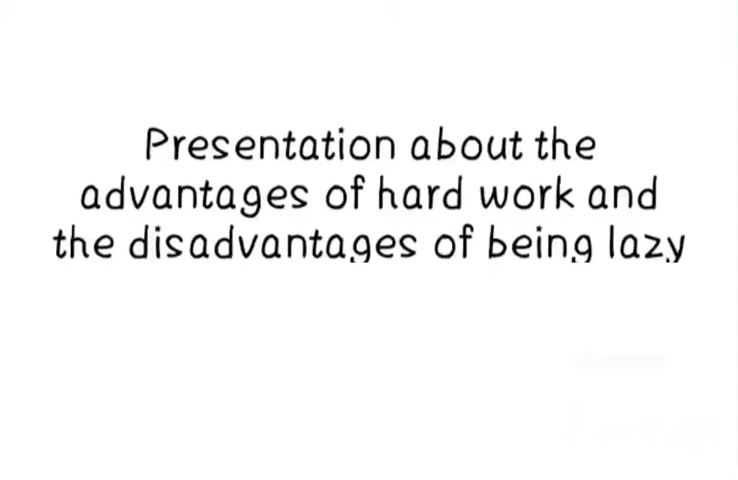 Presentation about the
advantages of hard work and
the disadvantages of being lazy